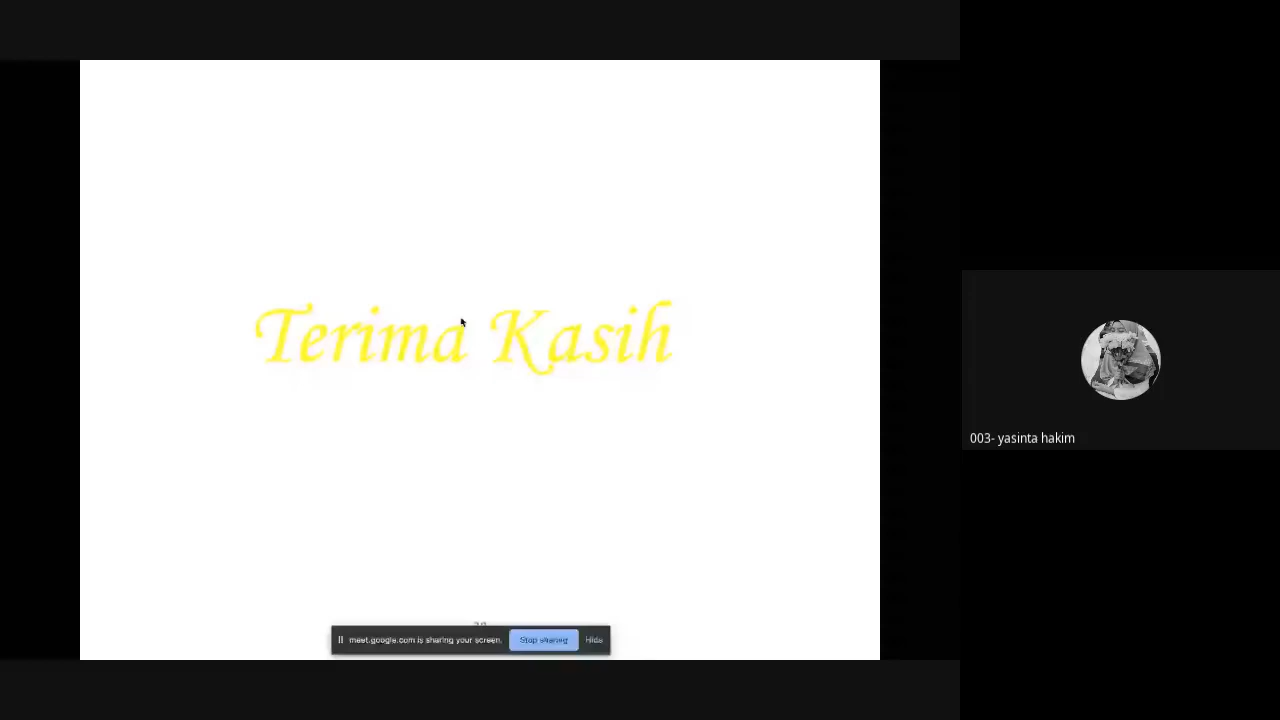 Terima Kasih
meet.google.com is sharing your screen. Stop sharing Hide
003- yasinta hakim